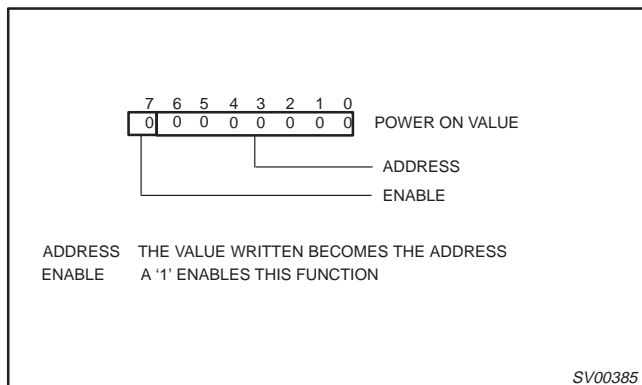 7 6 5 4 3 2 1 0
0 0 0 0 0 0 0 0 POWER ON VALUE
ADDRESS
ENABLE
ADDRESS THE VALUE WRITTEN BECOMES THE ADDRESS
ENABLE A ‘1’ ENABLES THIS FUNCTION
SV00385